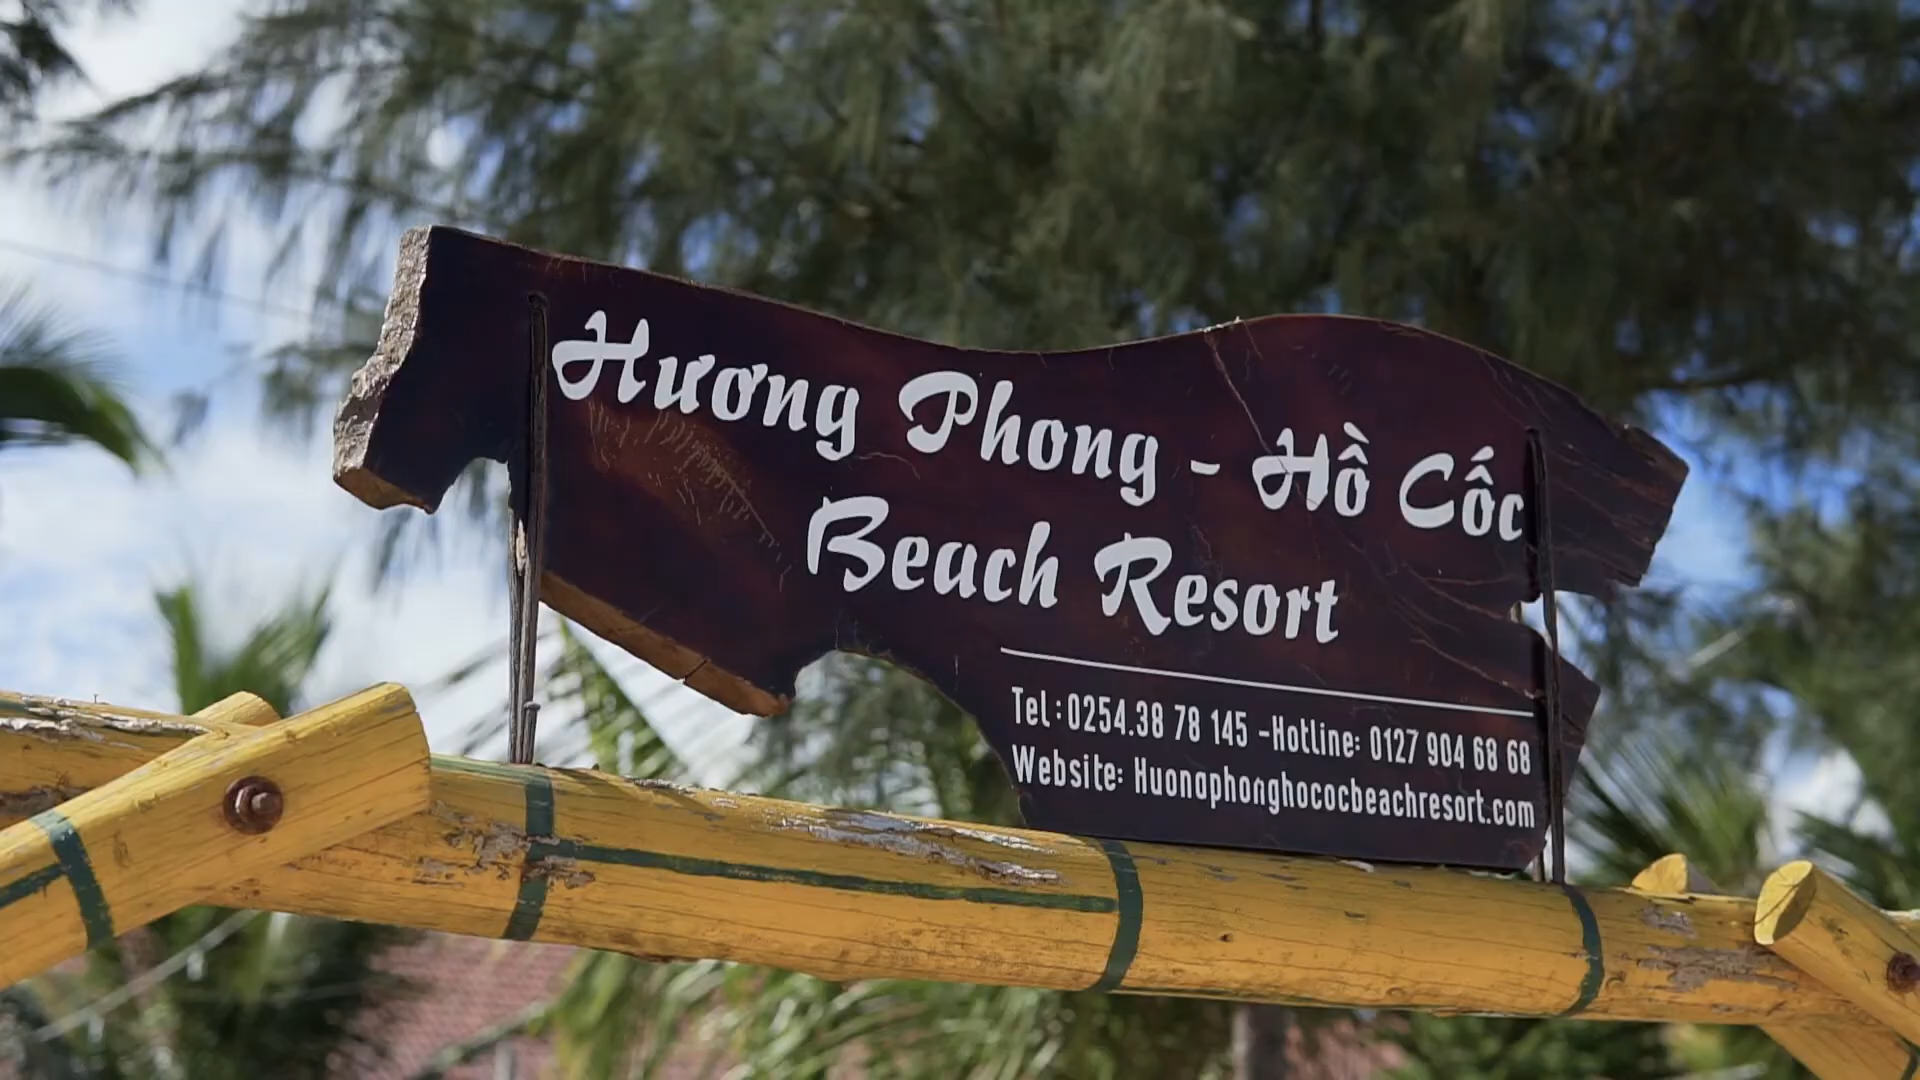 Hương Phong - Hồ Cốc
Beach Resort
Tel: 0254.38 78 145 -Hotline: 0127 904 68 68
Website: Huongphonghococbeachresort.com